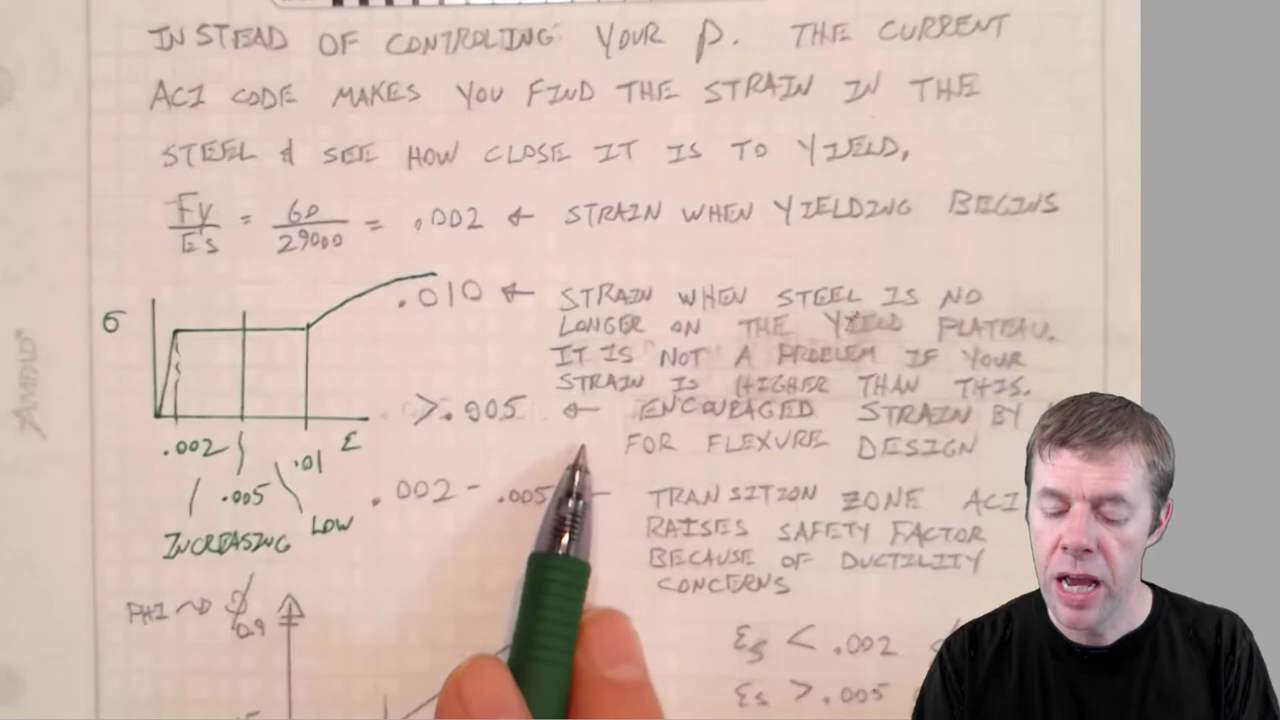 INSTEAD OF CONTROLING YOUR ρ. THE CURRENT
ACI CODE MAKES YOU FIND THE STRAIN IN THE
STEEL & SEE HOW CLOSE IT IS TO YIELD.
Fy/Es = 60/29000 = .002 ← STRAIN WHEN YIELDING BEGINS
σ
.010 ← STRAIN WHEN STEEL IS NO
LONGER ON THE YIELD PLATEAU.
IT IS NOT A PROBLEM IF YOUR
STRAIN IS HIGHER THAN THIS.
>.005 ← ENCOURAGED STRAIN BY
FOR FLEXURE DESIGN
.002 .01 ε
.005
INCREASING LOW
.002 - .005 – TRANSITION ZONE ACI
RAISES SAFETY FACTOR
BECAUSE OF DUCTILITY
CONCERNS
PHI → φ
0.9
εs < .002
εs > .005
AMPAD